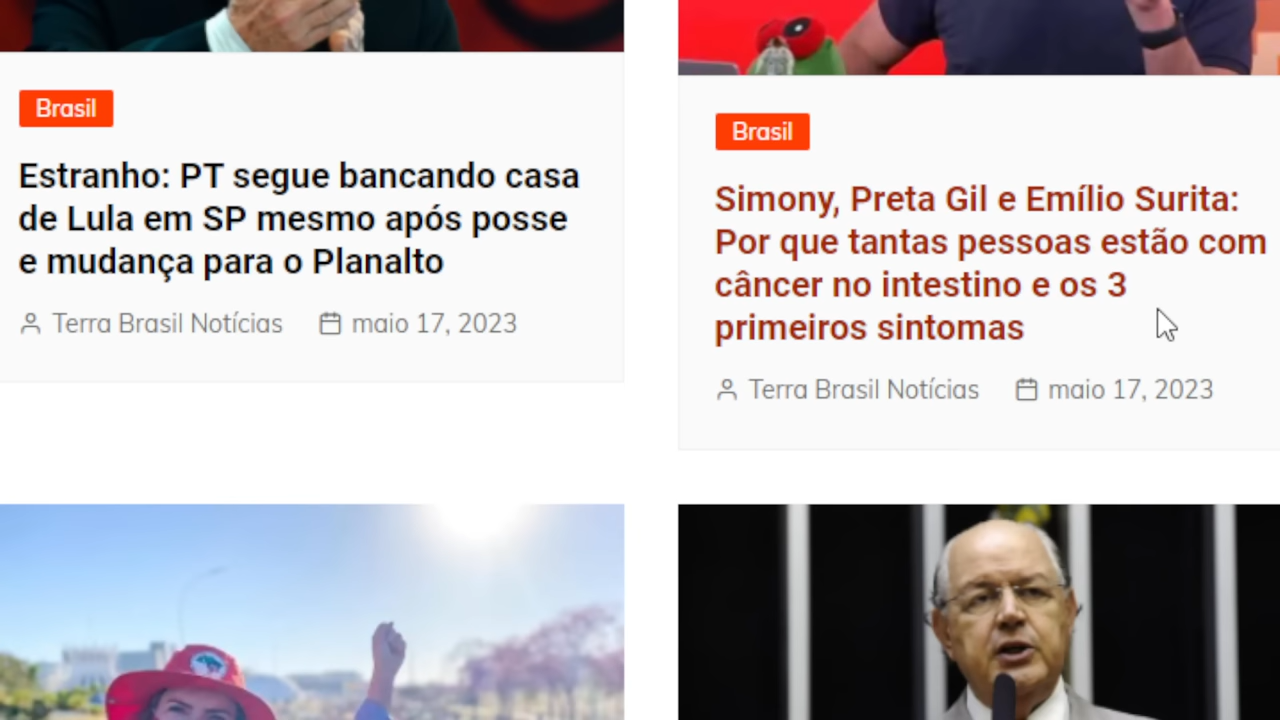 Brasil
Estranho: PT segue bancando casa
de Lula em SP mesmo após posse
e mudança para o Planalto
Terra Brasil Notícias maio 17, 2023
Brasil
Simony, Preta Gil e Emílio Surita:
Por que tantas pessoas estão com
câncer no intestino e os 3
primeiros sintomas
Terra Brasil Notícias maio 17, 2023